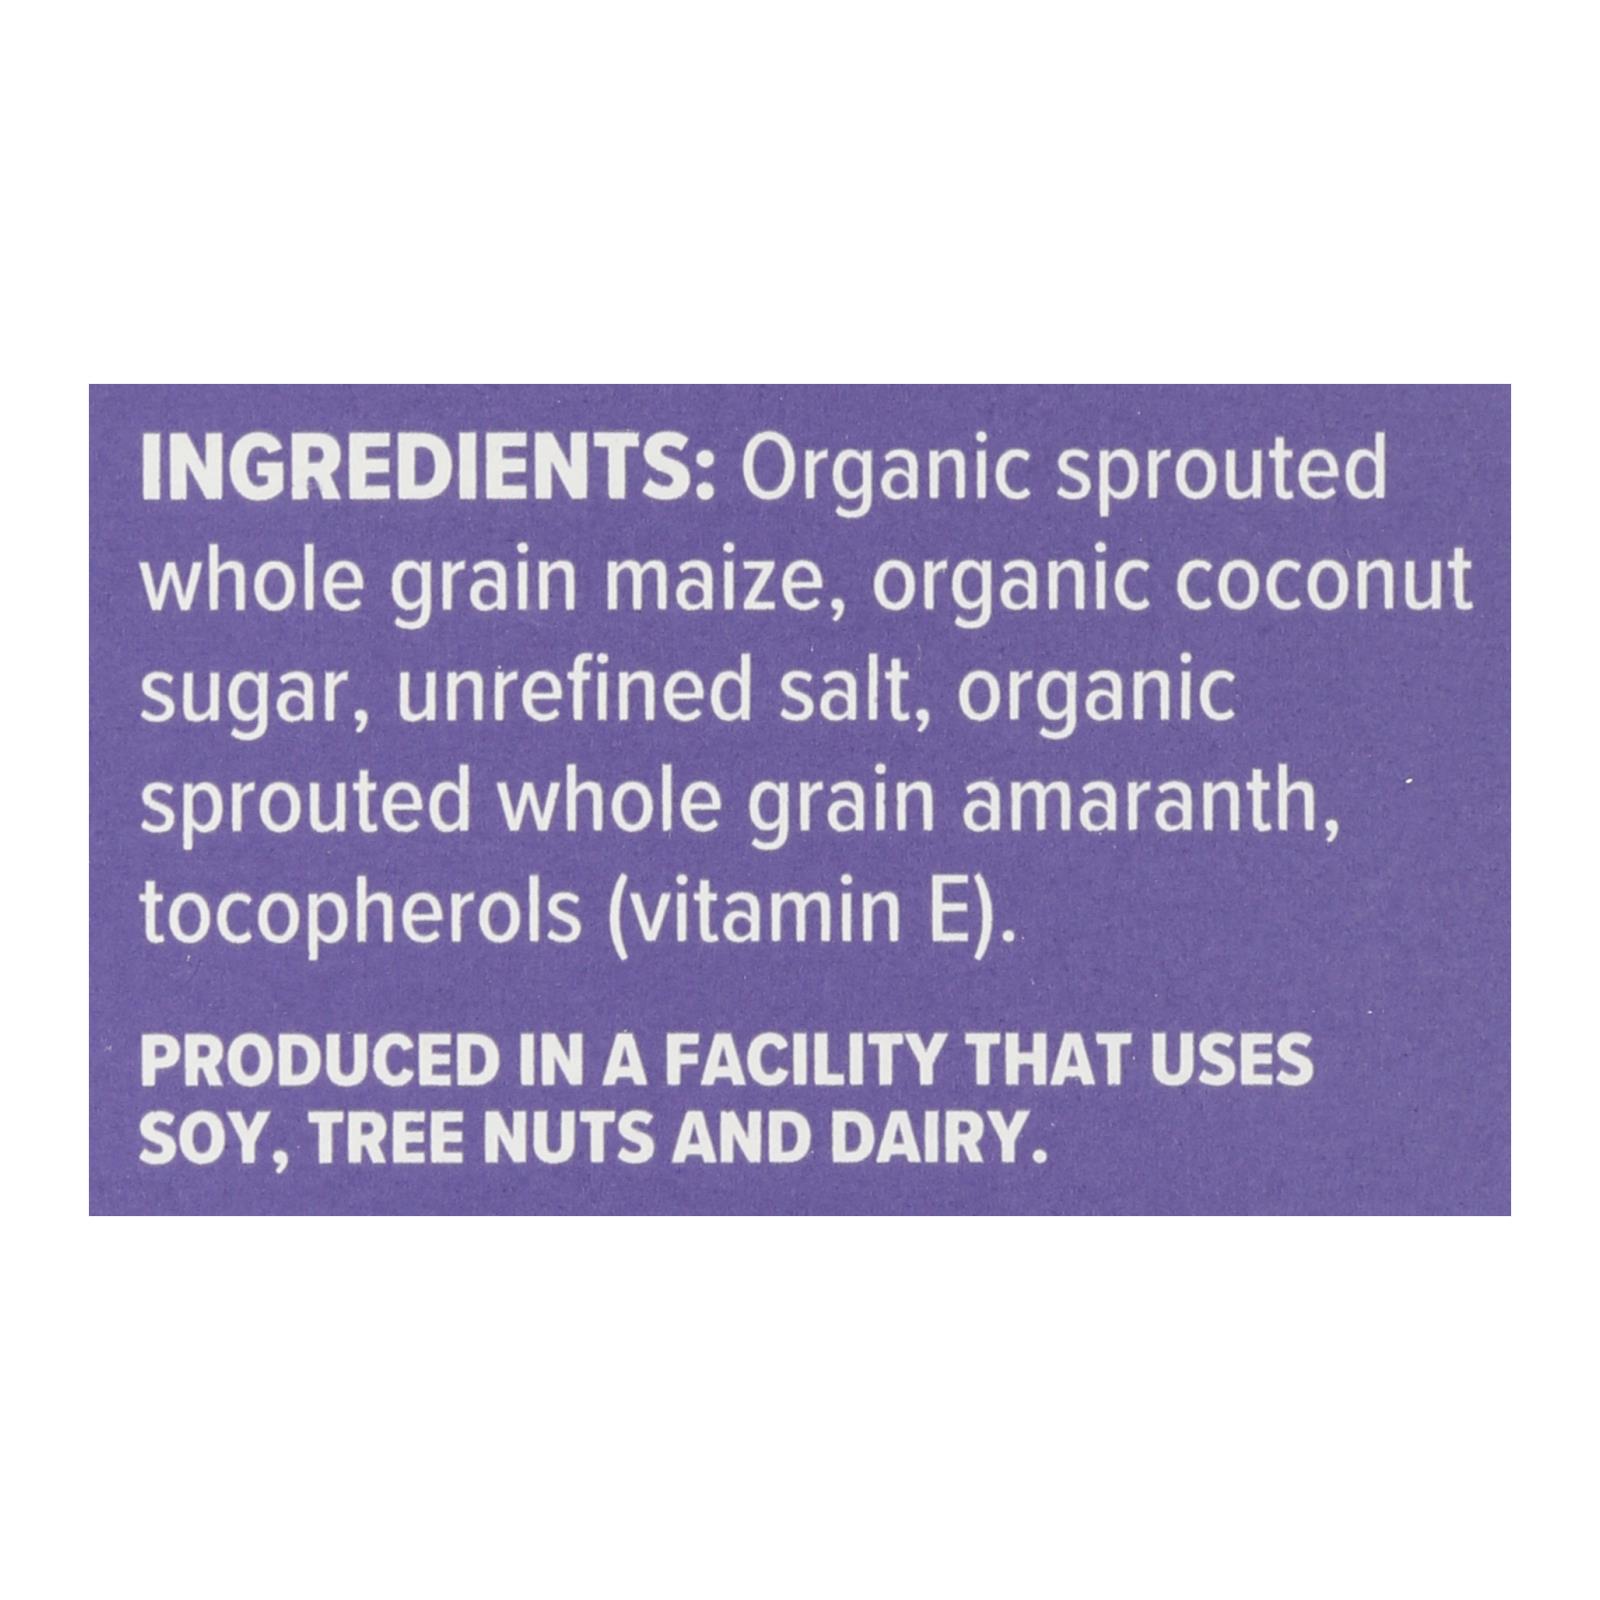 INGREDIENTS: Organic sprouted
whole grain maize, organic coconut
sugar, unrefined salt, organic
sprouted whole grain amaranth,
tocopherols (vitamin E).
PRODUCED IN A FACILITY THAT USES
SOY, TREE NUTS AND DAIRY.